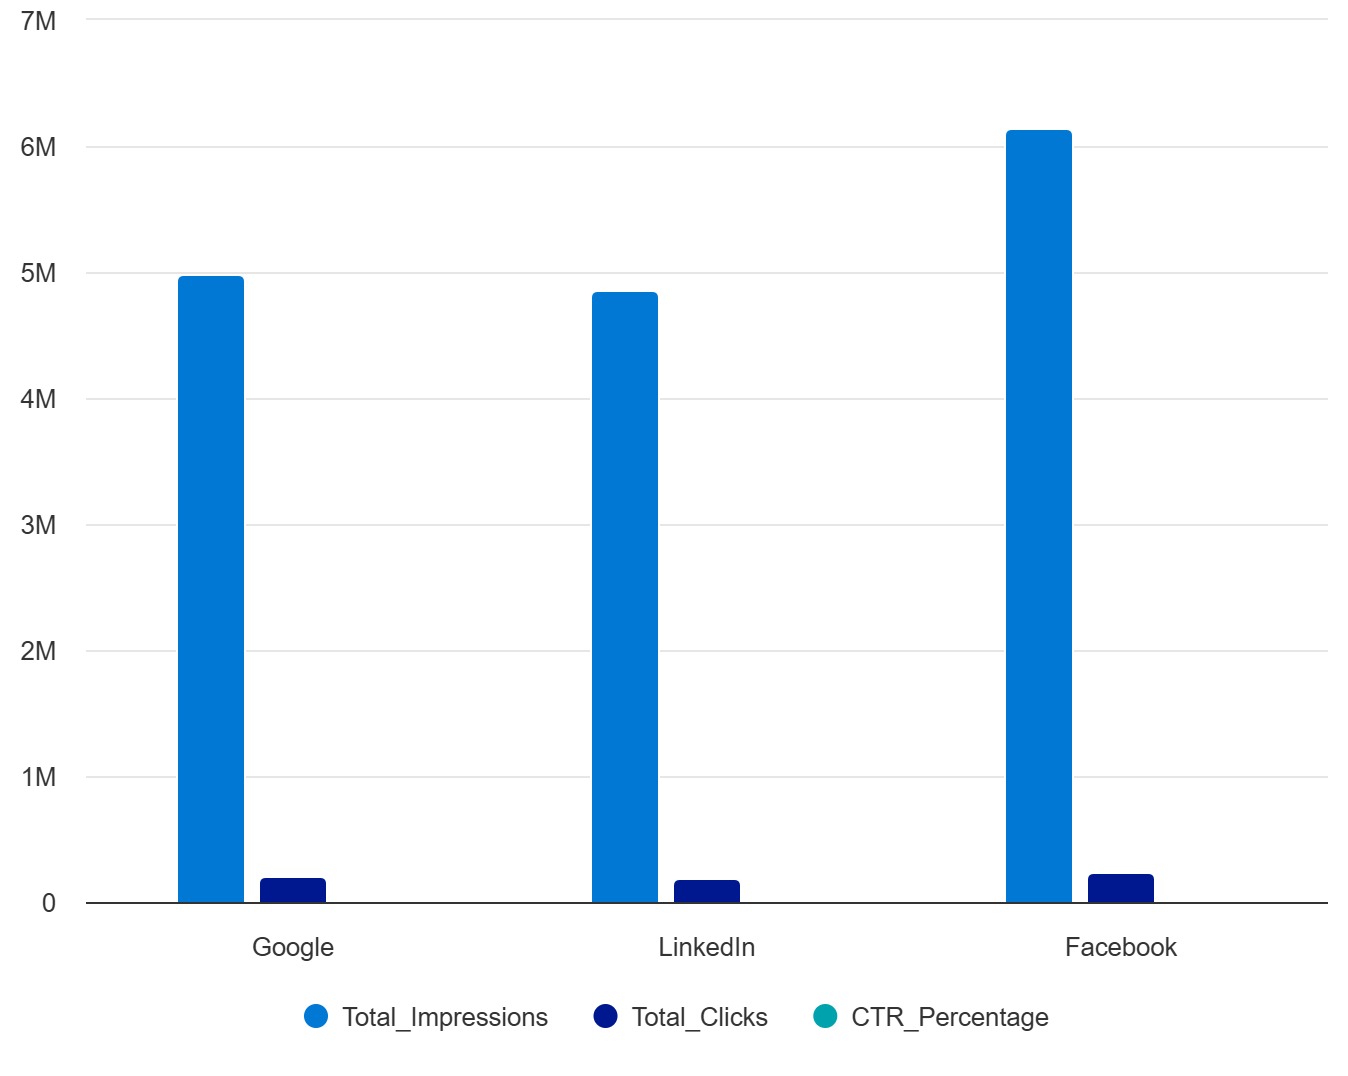 7M
6M
5M
4M
3M
2M
1M
0
Google LinkedIn Facebook
Total_Impressions Total_Clicks CTR_Percentage